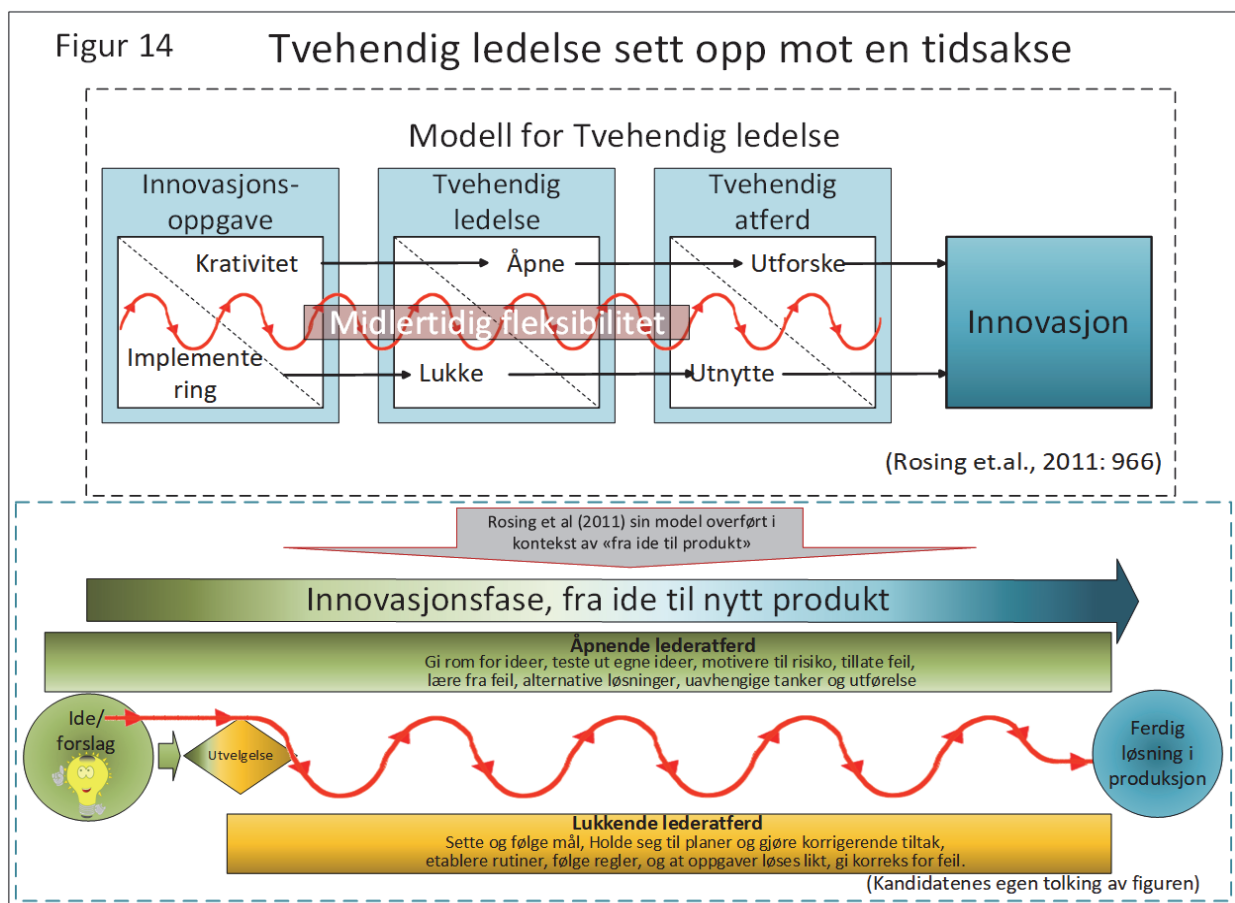 Figur 14
Tvehendig ledelse sett opp mot en tidsakse
Modell for Tvehendig ledelse
Innovasjons-
oppgave
Tvehendig
ledelse
Tvehendig
atferd
Krativitet
Åpne
Utforske
Midlertidig fleksibilitet
Innovasjon
Implemente
ring
Lukke
Utnytte
(Rosing et.al., 2011: 966)
Rosing et al (2011) sin model overført i
kontekst av «fra ide til produkt»
Innovasjonsfase, fra ide til nytt produkt
Åpnende lederatferd
Gi rom for ideer, teste ut egne ideer, motivere til risiko, tillate feil,
lære fra feil, alternative løsninger, uavhengige tanker og utførelse
Ide/
forslag
Utvelgelse
Ferdig
løsning i
produksjon
Lukkende lederatferd
Sette og følge mål, Holde seg til planer og gjøre korrigerende tiltak,
etablere rutiner, følge regler, og at oppgaver løses likt, gi korreks for feil.
(Kandidatenes egen tolking av figuren)